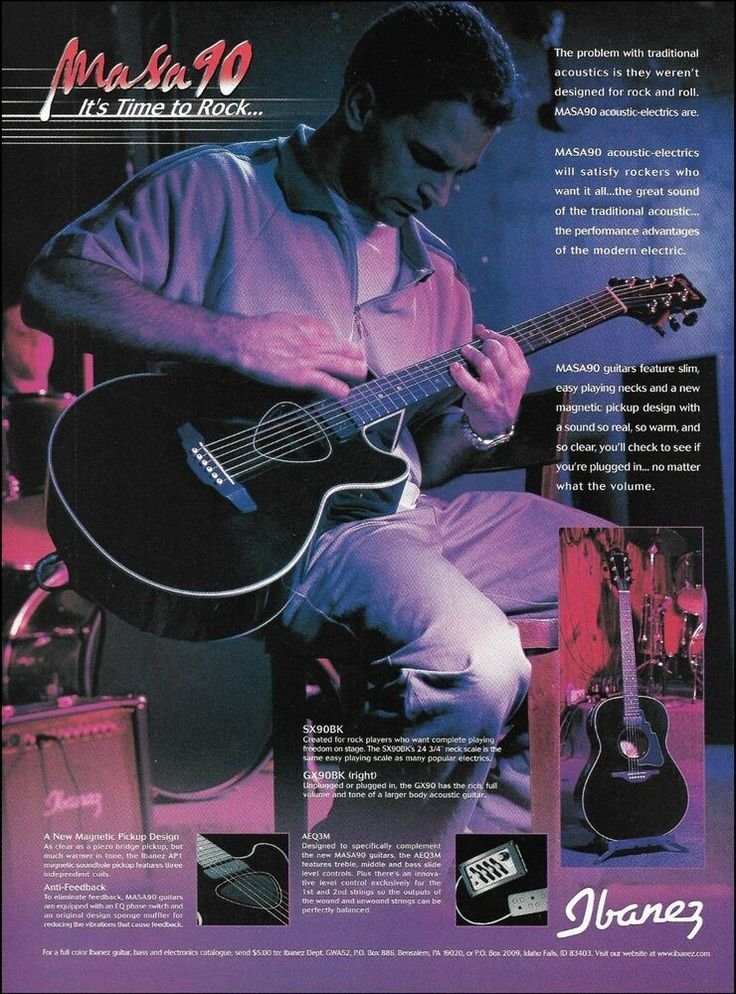 Masa90
It's Time to Rock...
The problem with traditional
acoustics is they weren't
designed for rock and roll.
MASA90 acoustic-electrics are.
MASA90 acoustic-electrics
will satisfy rockers who
want it all...the great sound
of the traditional acoustic...
the performance advantages
of the modern electric.
MASA90 guitars feature slim,
easy playing necks and a new
magnetic pickup design with
a sound so real, so warm, and
so clear, you'll check to see if
you're plugged in... no matter
what the volume.
SX90BK
Created for rock players who want complete playing
freedom on stage. The SX90BK's 24 3/4" neck scale is the
same easy playing scale as many popular electrics.
GX90BK (right)
Unplugged or plugged in, the GX90 has the rich, full
volume and tone of a larger body acoustic guitar.
Ibanez
A New Magnetic Pickup Design
As clear as a piezo bridge pickup, but
much warmer in tone, the Ibanez AP1
magnetic soundhole pickup features three
independent coils.
Anti-Feedback
To eliminate feedback, MASA90 guitars
are equipped with an EQ phase switch and
an original design sponge muffler for
reducing the vibrations that cause feedback.
AEQ3M
Designed to specifically complement
the new MASA90 guitars, the AEQ3M
features treble, middle and bass slide
level controls. Plus there's an innova-
tive level control exclusively for the
1st and 2nd strings so the outputs of
the wound and unwound strings can be
perfectly balanced.
Ibanez
For a full color Ibanez guitar, bass and electronics catalogue, send $5.00 to: Ibanez Dept. GWA52, P.O. Box 886, Bensalem, PA 19020, or P.O. Box 2009, Idaho Falls, ID 83403. Visit our website at www.ibanez.com